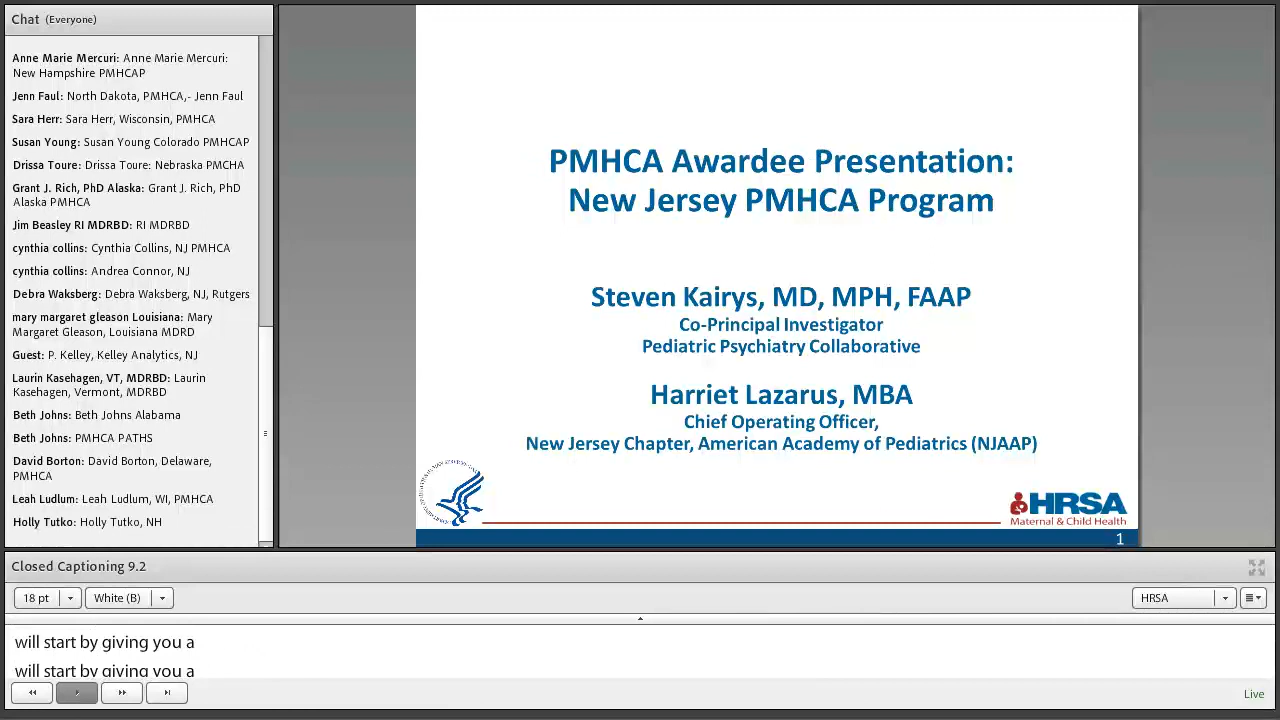 Chat (Everyone)
Anne Marie Mercuri: Anne Marie Mercuri:
New Hampshire PMHCAP
Jenn Faul: North Dakota, PMHCA,- Jenn Faul
Sara Herr: Sara Herr, Wisconsin, PMHCA
Susan Young: Susan Young Colorado PMHCAP
Drissa Toure: Drissa Toure: Nebraska PMCHA
Grant J. Rich, PhD Alaska: Grant J. Rich, PhD
Alaska PMHCA
Jim Beasley RI MDRBD: RI MDRBD
cynthia collins: Cynthia Collins, NJ PMHCA
cynthia collins: Andrea Connor, NJ
Debra Waksberg: Debra Waksberg, NJ, Rutgers
mary margaret gleason Louisiana: Mary
Margaret Gleason, Louisiana MDRD
Guest: P. Kelley, Kelley Analytics, NJ
Laurin Kasehagen, VT, MDRBD: Laurin
Kasehagen, Vermont, MDRBD
Beth Johns: Beth Johns Alabama
Beth Johns: PMHCA PATHS
David Borton: David Borton, Delaware,
PMHCA
Leah Ludlum: Leah Ludlum, WI, PMHCA
Holly Tutko: Holly Tutko, NH
PMHCA Awardee Presentation:
New Jersey PMHCA Program
Steven Kairys, MD, MPH, FAAP
Co-Principal Investigator
Pediatric Psychiatry Collaborative
Harriet Lazarus, MBA
Chief Operating Officer,
New Jersey Chapter, American Academy of Pediatrics (NJAAP)
HRSA
Maternal & Child Health
1
Closed Captioning 9.2
18 pt
White (B)
HRSA
will start by giving you a
will start by giving you a
Live